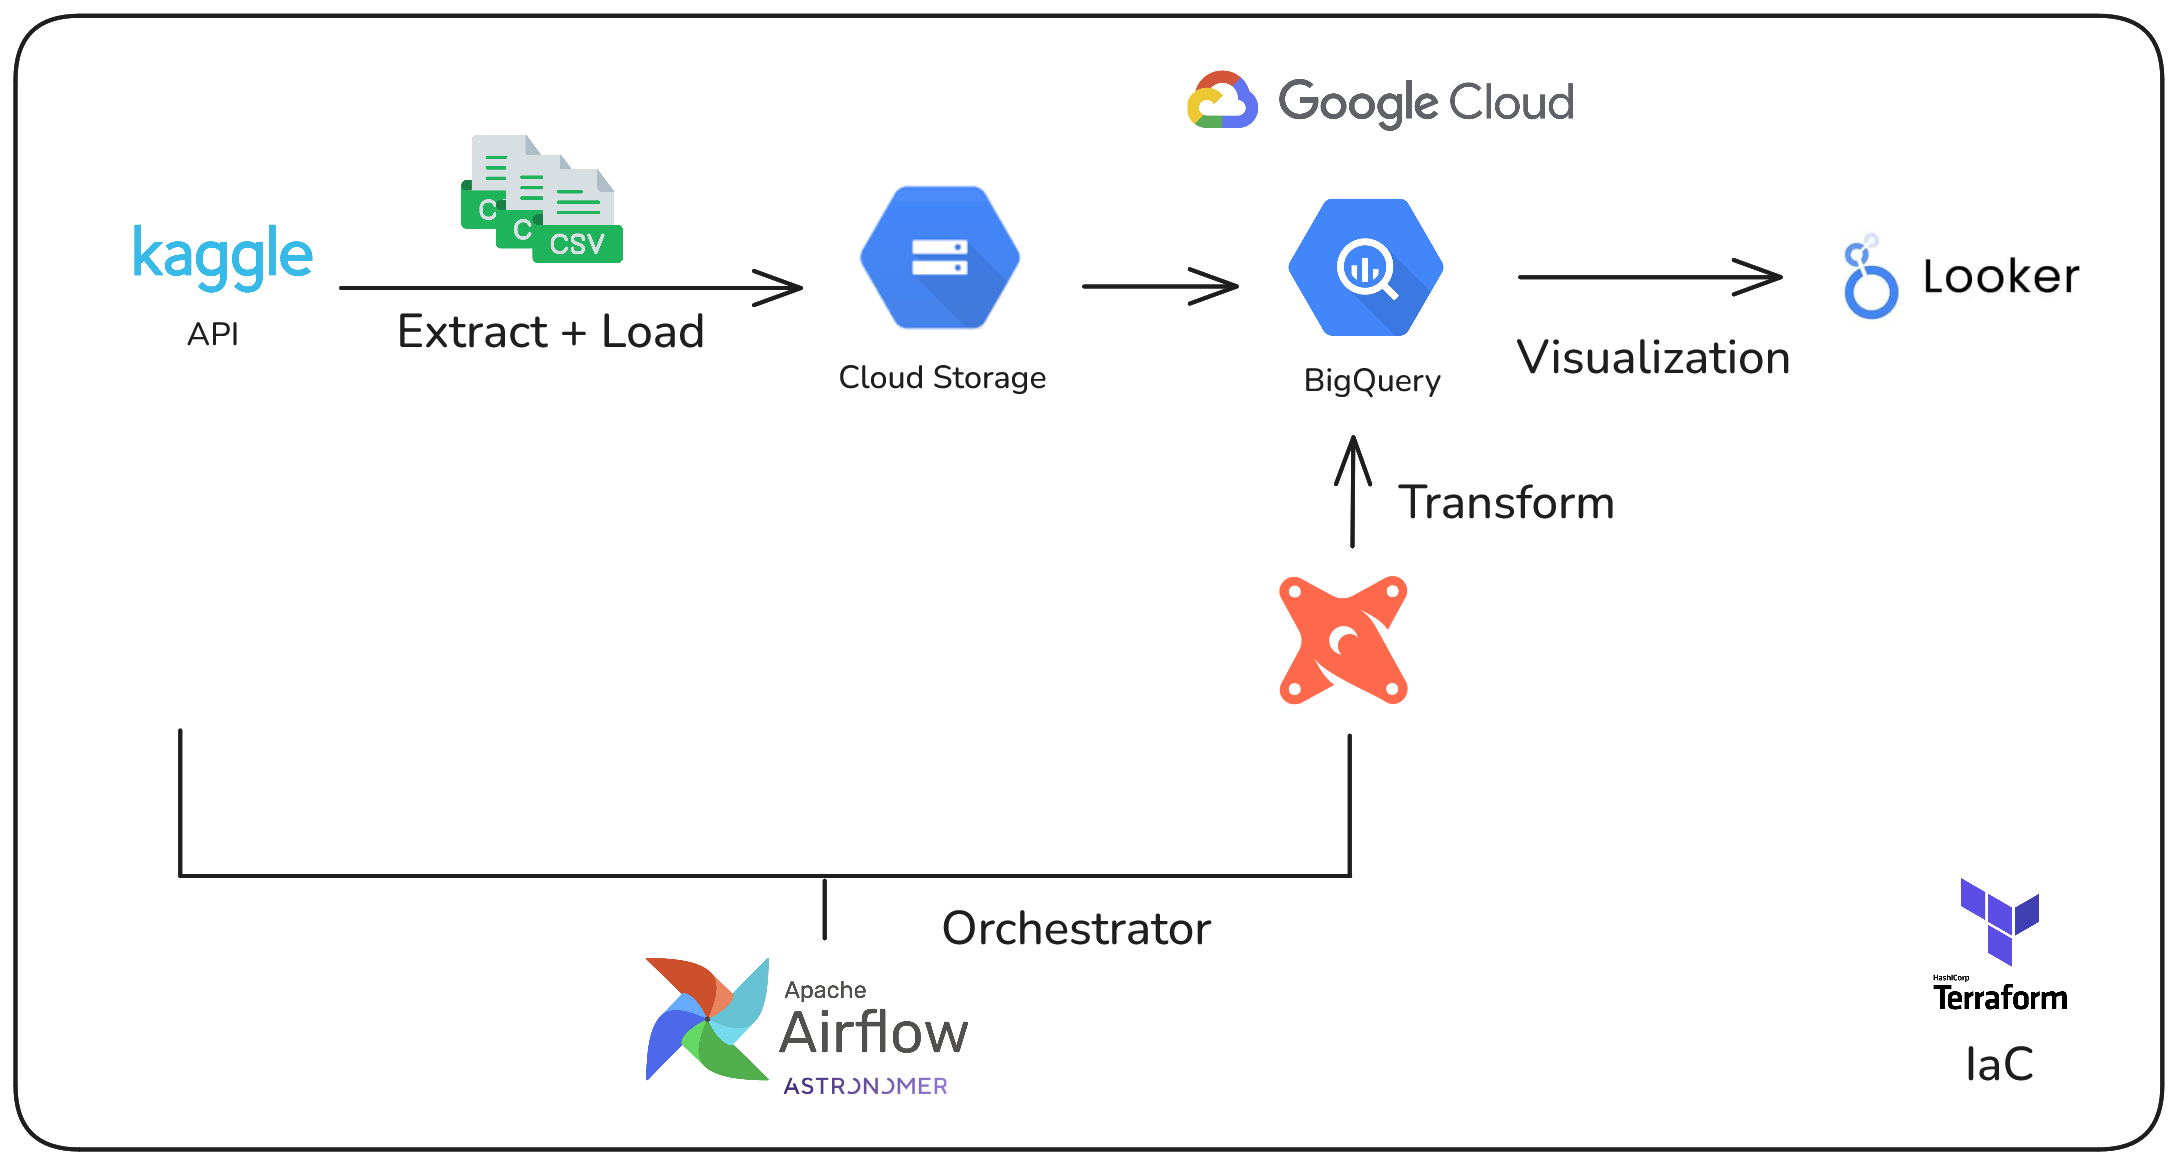 Google Cloud
C
C
CSV
kaggle
API
Extract + Load
Cloud Storage
BigQuery
Visualization
Looker
Transform
Orchestrator
Apache
Airflow
ASTRONOMER
HashiCorp
Terraform
IaC